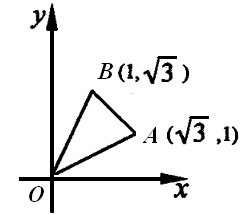 y
B (1, √3)
A (√3, 1)
O
x